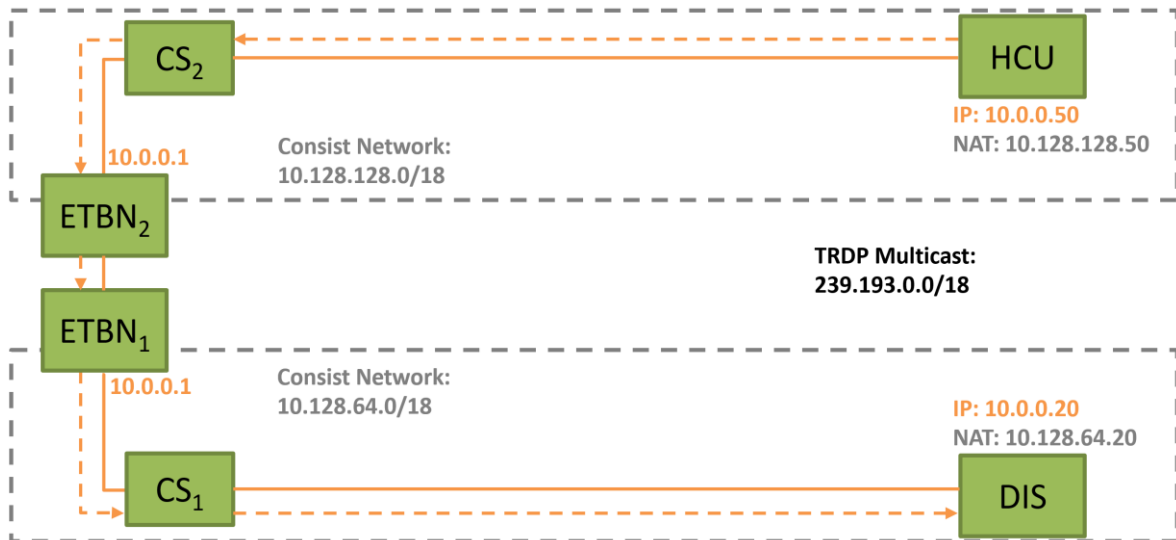 CS2
HCU
IP: 10.0.0.50
NAT: 10.128.128.50
Consist Network:
10.128.128.0/18
10.0.0.1
ETBN2
TRDP Multicast:
239.193.0.0/18
ETBN1
10.0.0.1
Consist Network:
10.128.64.0/18
IP: 10.0.0.20
NAT: 10.128.64.20
CS1
DIS